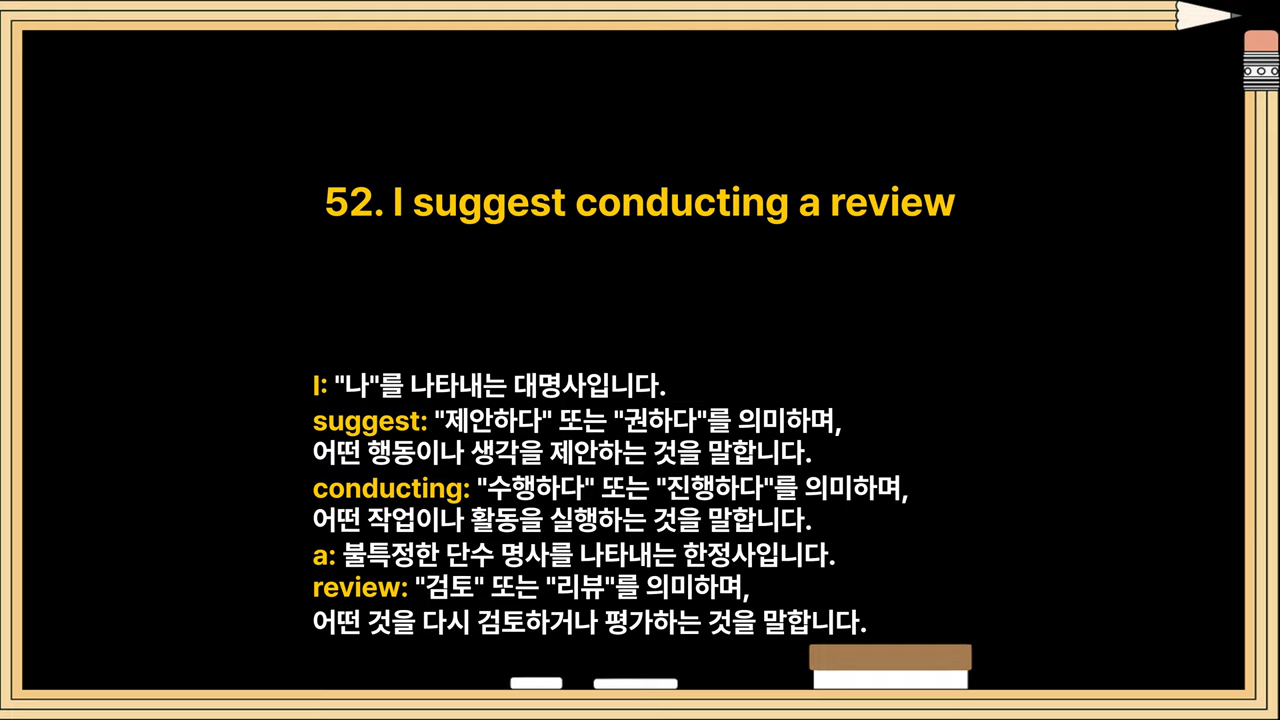 52. I suggest conducting a review
I: "나"를 나타내는 대명사입니다.
suggest: "제안하다" 또는 "권하다"를 의미하며,
어떤 행동이나 생각을 제안하는 것을 말합니다.
conducting: "수행하다" 또는 "진행하다"를 의미하며,
어떤 작업이나 활동을 실행하는 것을 말합니다.
a: 불특정한 단수 명사를 나타내는 한정사입니다.
review: "검토" 또는 "리뷰"를 의미하며,
어떤 것을 다시 검토하거나 평가하는 것을 말합니다.